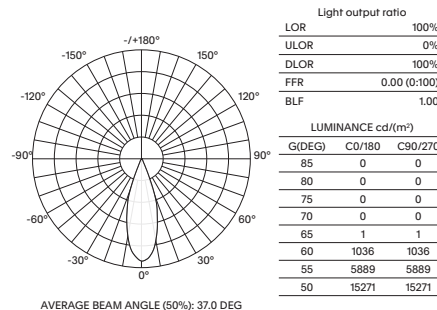 -/+180°
-150° 150°
-120° 120°
-90° 90°
-60° 60°
-30° 30°
0°
AVERAGE BEAM ANGLE (50%): 37.0 DEG
Light output ratio
LOR 100%
ULOR 0%
DLOR 100%
FFR 0.00 (0:100)
BLF 1.00
LUMINANCE cd/(m²)
G(DEG) C0/180 C90/270
85 0 0
80 0 0
75 0 0
70 0 0
65 1 1
60 1036 1036
55 5889 5889
50 15271 15271